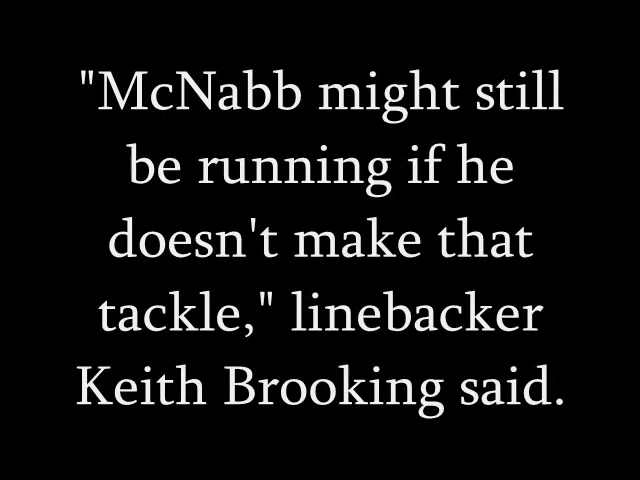 "McNabb might still
be running if he
doesn't make that
tackle," linebacker
Keith Brooking said.